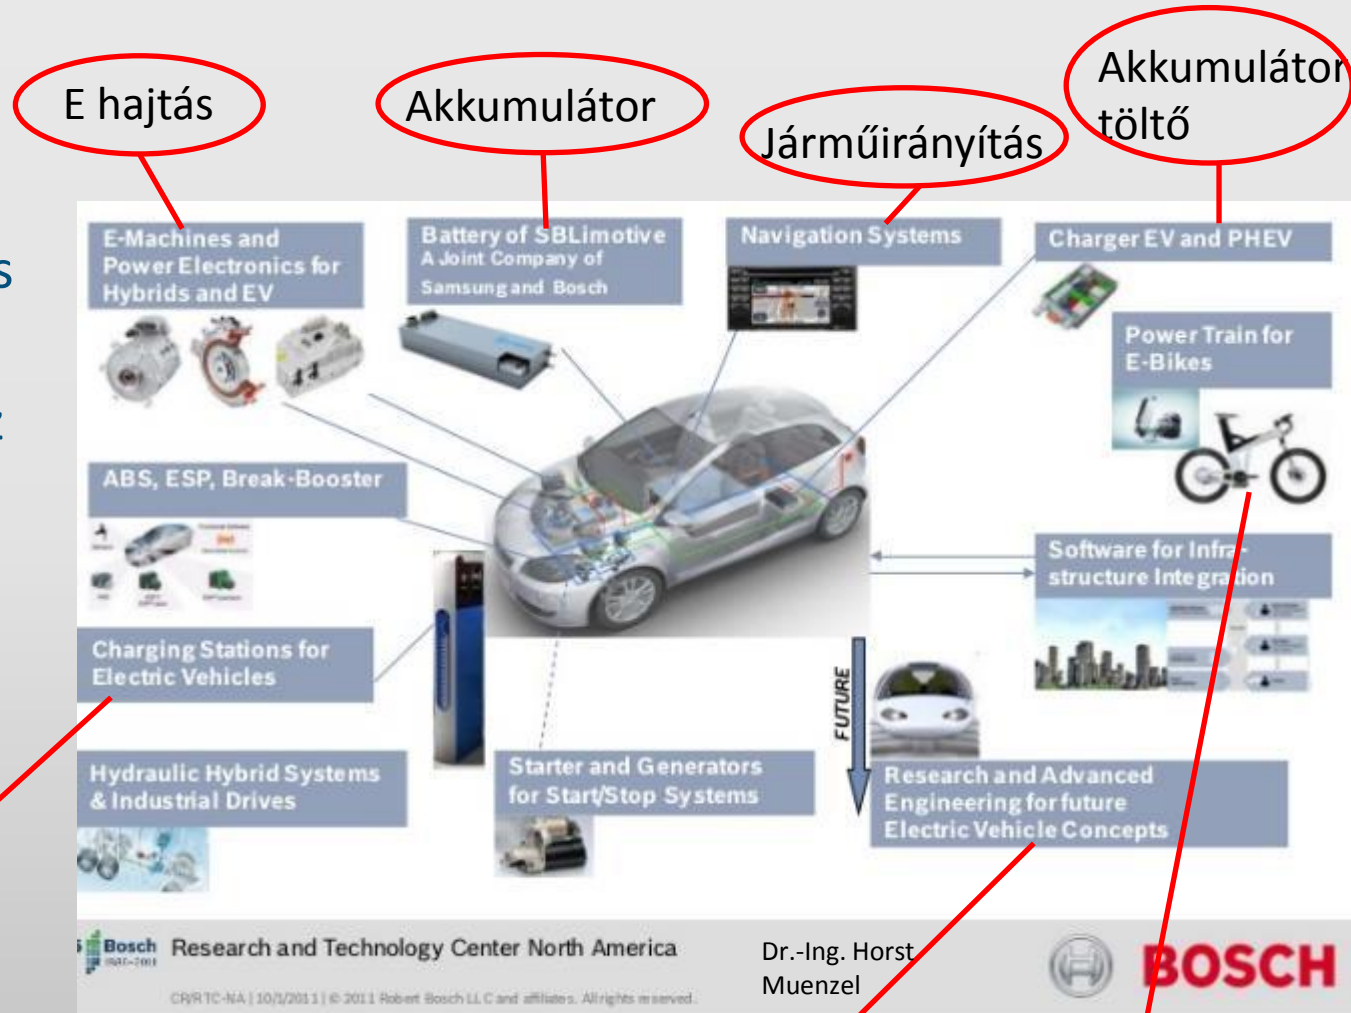 E hajtás
Akkumulátor
Járműirányítás
Akkumulátor
töltő
s
z
E-Machines and
Power Electronics for
Hybrids and EV
Battery of SBLimotive
A Joint Company of
Samsung and Bosch
Navigation Systems
Charger EV and PHEV
Power Train for
E-Bikes
ABS, ESP, Break-Booster
Software for Infra-
structure Integration
Charging Stations for
Electric Vehicles
FUTURE
Hydraulic Hybrid Systems
& Industrial Drives
Starter and Generators
for Start/Stop Systems
Research and Advanced
Engineering for future
Electric Vehicle Concepts
Bosch
Research and Technology Center North America
Dr.-Ing. Horst
Muenzel
BOSCH
CR/RTC-NA | 10/1/2011 | © 2011 Robert Bosch LLC and affiliates. All rights reserved.